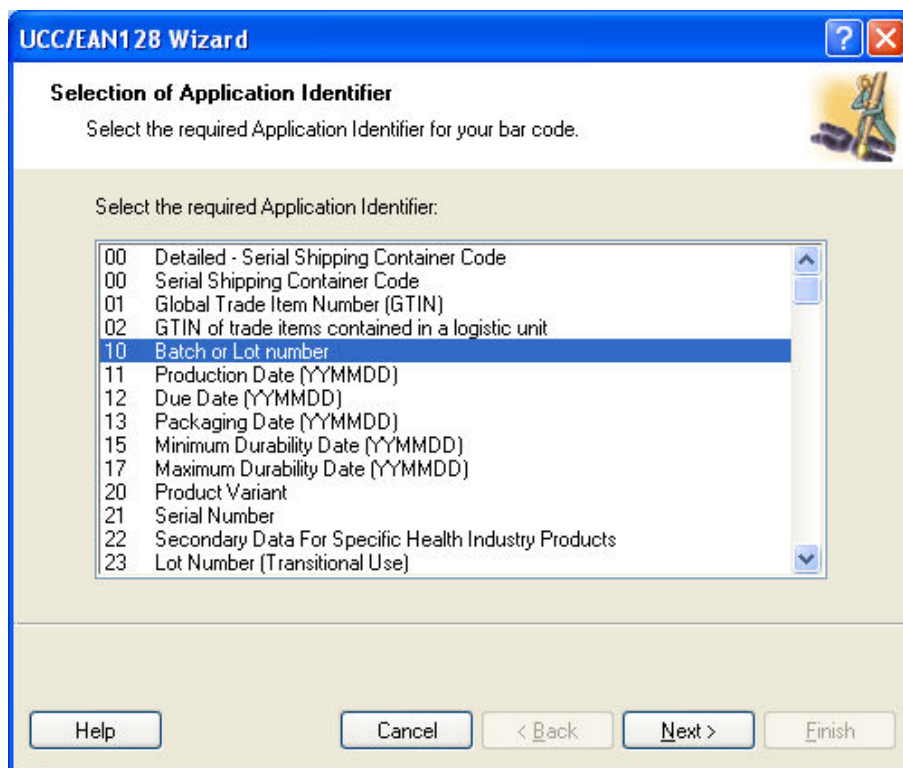 UCC/EAN128 Wizard
Selection of Application Identifier
Select the required Application Identifier for your bar code.
Select the required Application Identifier:
00 Detailed - Serial Shipping Container Code
00 Serial Shipping Container Code
01 Global Trade Item Number (GTIN)
02 GTIN of trade items contained in a logistic unit
10 Batch or Lot number
11 Production Date (YYMMDD)
12 Due Date (YYMMDD)
13 Packaging Date (YYMMDD)
15 Minimum Durability Date (YYMMDD)
17 Maximum Durability Date (YYMMDD)
20 Product Variant
21 Serial Number
22 Secondary Data For Specific Health Industry Products
23 Lot Number (Transitional Use)
Help Cancel < Back Next > Finish